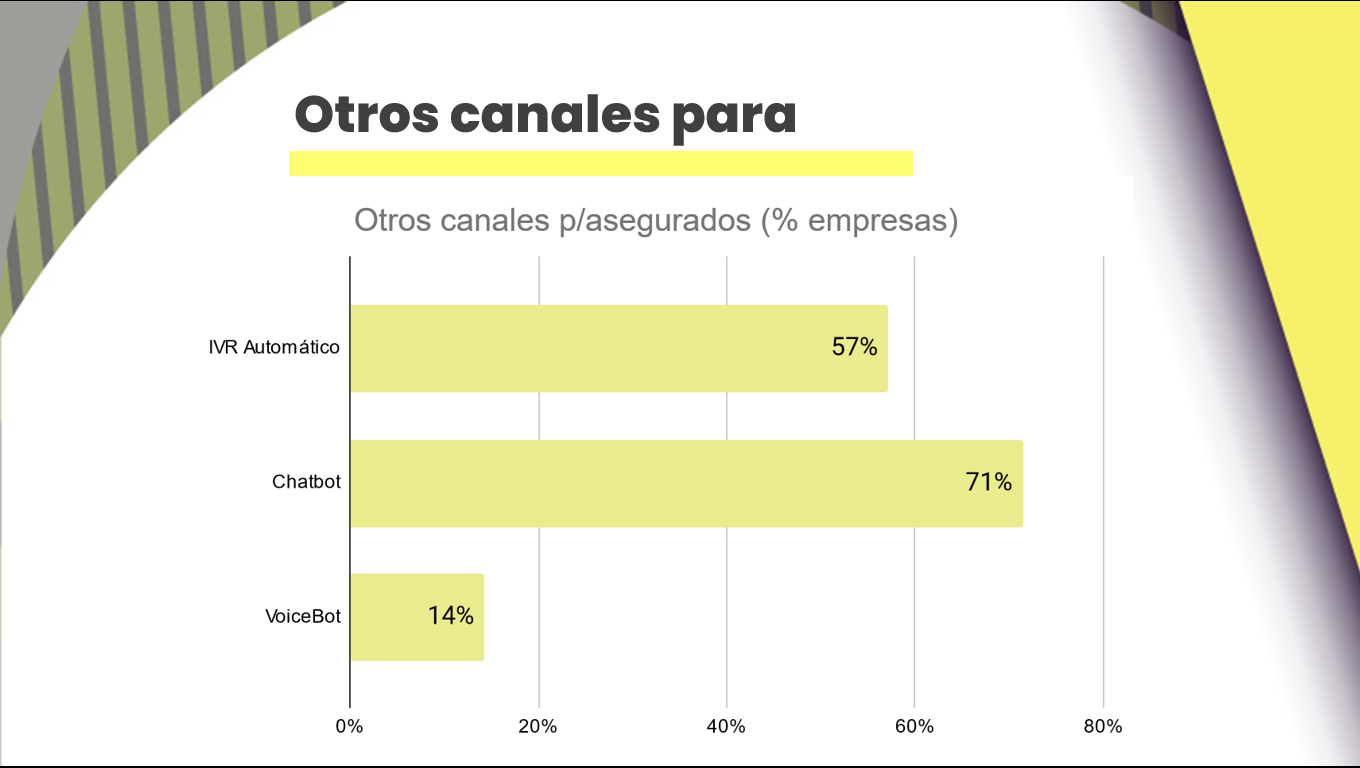 Otros canales para
Otros canales p/asegurados (% empresas)
IVR Automático
57%
Chatbot
71%
VoiceBot
14%
0%
20%
40%
60%
80%